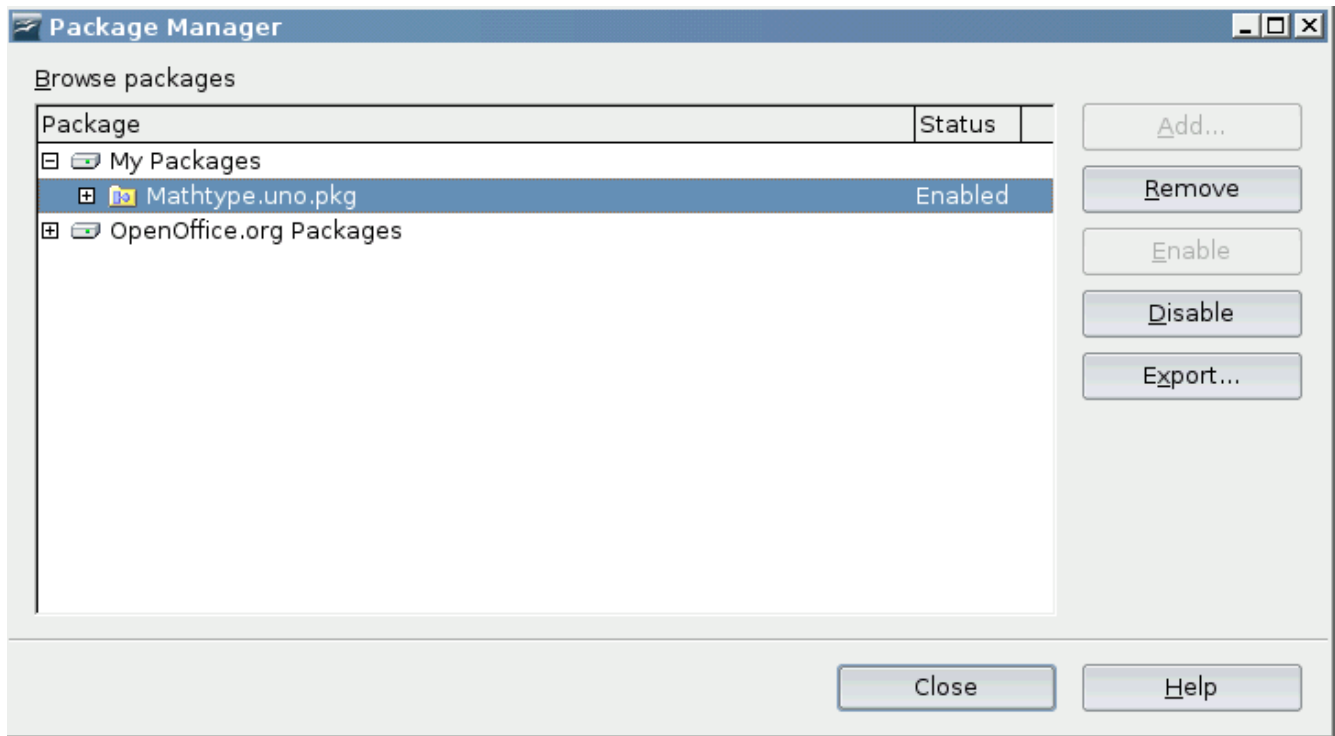 Package Manager
Browse packages
Package Status
My Packages
Mathtype.uno.pkg Enabled
OpenOffice.org Packages
Add...
Remove
Enable
Disable
Export...
Close Help